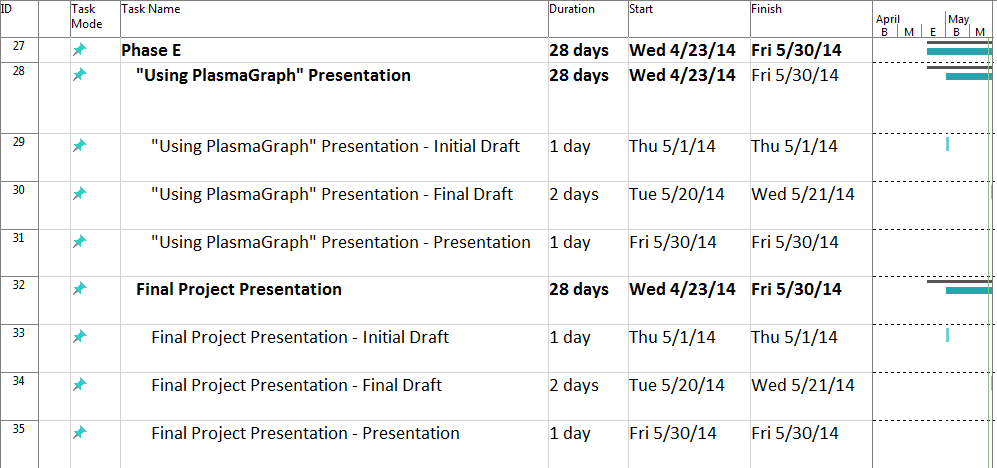 ID Task Mode Task Name Duration Start Finish
April May
B M E B M
27 Phase E 28 days Wed 4/23/14 Fri 5/30/14
28 "Using PlasmaGraph" Presentation 28 days Wed 4/23/14 Fri 5/30/14
29 "Using PlasmaGraph" Presentation - Initial Draft 1 day Thu 5/1/14 Thu 5/1/14
30 "Using PlasmaGraph" Presentation - Final Draft 2 days Tue 5/20/14 Wed 5/21/14
31 "Using PlasmaGraph" Presentation - Presentation 1 day Fri 5/30/14 Fri 5/30/14
32 Final Project Presentation 28 days Wed 4/23/14 Fri 5/30/14
33 Final Project Presentation - Initial Draft 1 day Thu 5/1/14 Thu 5/1/14
34 Final Project Presentation - Final Draft 2 days Tue 5/20/14 Wed 5/21/14
35 Final Project Presentation - Presentation 1 day Fri 5/30/14 Fri 5/30/14